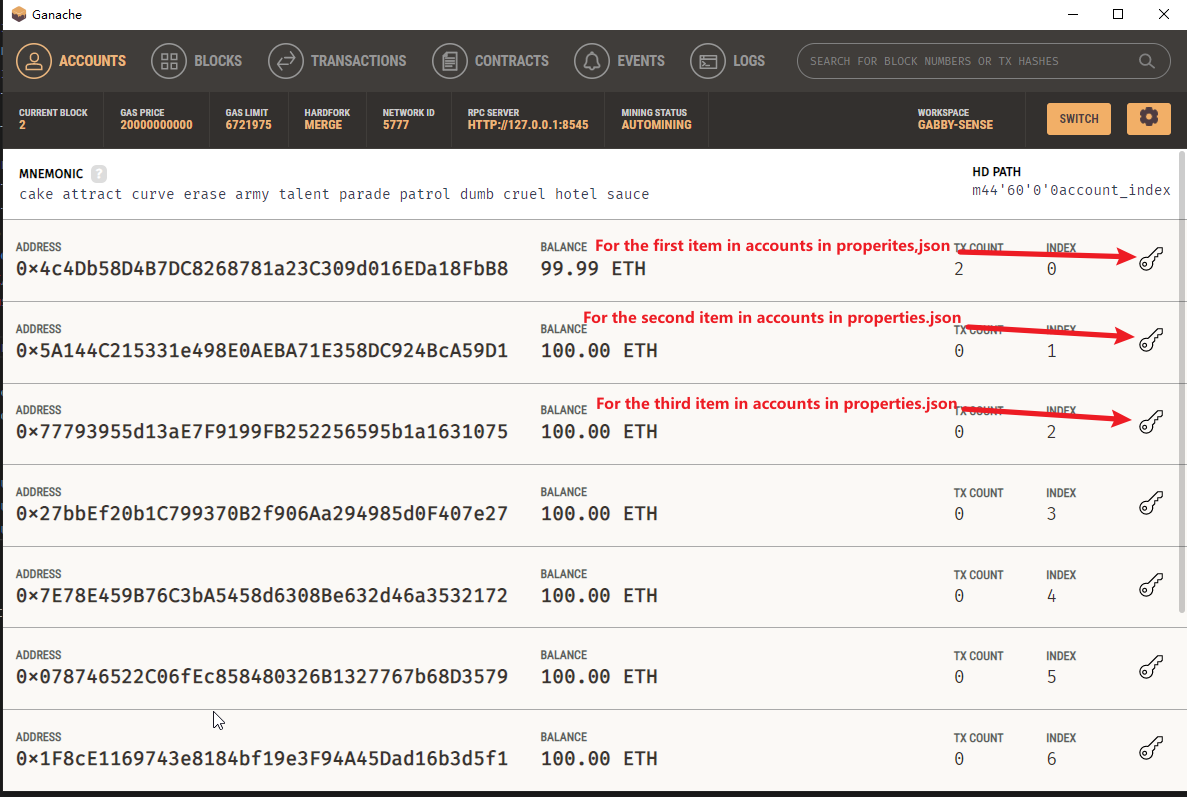 Ganache
ACCOUNTS BLOCKS TRANSACTIONS CONTRACTS EVENTS LOGS SEARCH FOR BLOCK NUMBERS OR TX HASHES
CURRENT BLOCK GAS PRICE GAS LIMIT HARDFORK NETWORK ID RPC SERVER MINING STATUS WORKSPACE
2 20000000000 6721975 MERGE 5777 HTTP://127.0.0.1:8545 AUTOMINING GABBY-SENSE SWITCH
MNEMONIC ? HD PATH
cake attract curve erase army talent parade patrol dumb cruel hotel sauce m44'60'0'0account_index
ADDRESS BALANCE For the first item in accounts in properites,json TX COUNT INDEX
0x4c4Db58D4B7DC8268781a23C309d016EDa18FbB8 99.99 ETH 2 0
For the second item in accounts in properties.json
ADDRESS BALANCE TX COUNT INDEX
0x5A144C215331e498E0AEBA71E358DC924BcA59D1 100.00 ETH 0 1
For the third item in accounts in properties.json
ADDRESS BALANCE TX COUNT INDEX
0x77793955d13aE7F9199FB252256595b1a1631075 100.00 ETH 0 2
ADDRESS BALANCE TX COUNT INDEX
0x27bbEf20b1C799370B2f906Aa294985d0F407e27 100.00 ETH 0 3
ADDRESS BALANCE TX COUNT INDEX
0x7E78E459B76C3bA5458d6308Be632d46a3532172 100.00 ETH 0 4
ADDRESS BALANCE TX COUNT INDEX
0x078746522C06fEc858480326B1327767b68D3579 100.00 ETH 0 5
ADDRESS BALANCE TX COUNT INDEX
0x1F8cE1169743e8184bf19e3F94A45Dad16b3d5f1 100.00 ETH 0 6